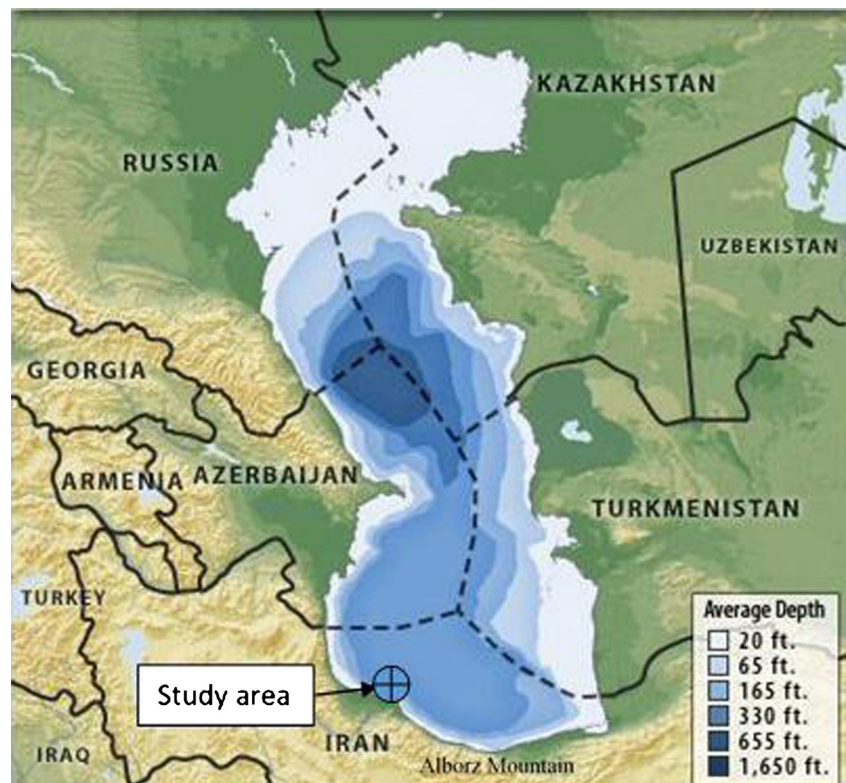 KAZAKHSTAN
RUSSIA
UZBEKISTAN
GEORGIA
ARMENIA
AZERBAIJAN
TURKMENISTAN
TURKEY
Study area
IRAN
IRAQ
Alborz Mountain
Average Depth
20 ft.
65 ft.
165 ft.
330 ft.
655 ft.
1,650 ft.